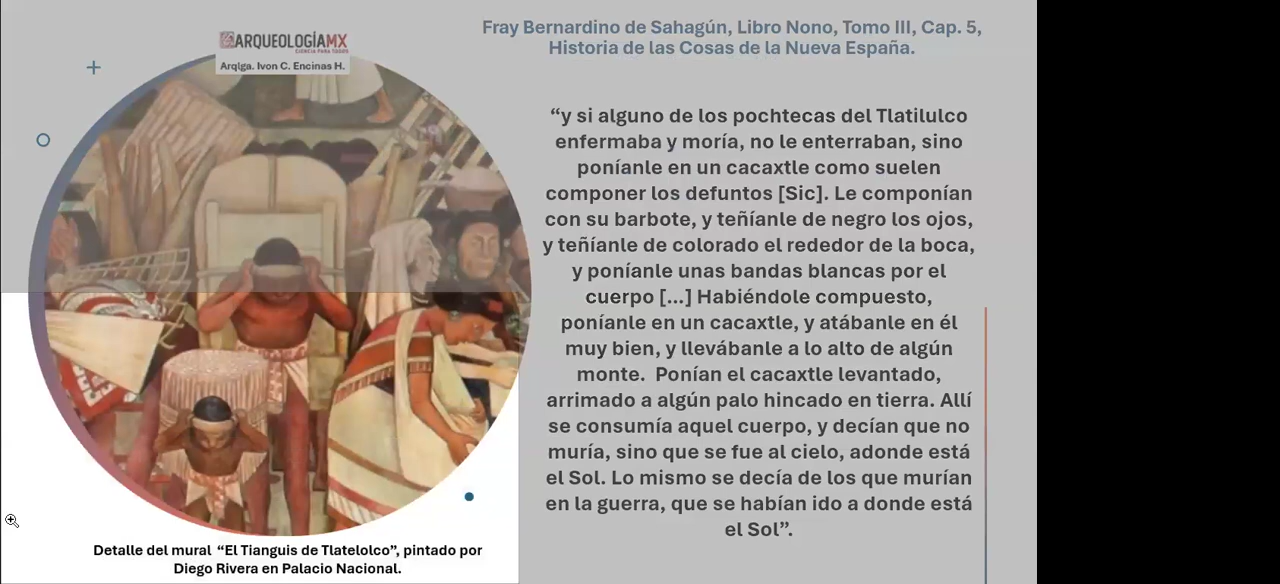 ARQUEOLOGÍAMX
CIENCIA PARA TODOS
Arqlga. Ivon C. Encinas H.
Fray Bernardino de Sahagún, Libro Nono, Tomo III, Cap. 5,
Historia de las Cosas de la Nueva España.
“y si alguno de los pochtecas del Tlatilulco
enfermaba y moría, no le enterraban, sino
poníanle en un cacaxtle como suelen
componer los defuntos [Sic]. Le componían
con su barbote, y teñíanle de negro los ojos,
y teñíanle de colorado el rededor de la boca,
y poníanle unas bandas blancas por el
cuerpo [...] Habiéndole compuesto,
poníanle en un cacaxtle, y atábanle en él
muy bien, y llevábanle a lo alto de algún
monte. Ponían el cacaxtle levantado,
arrimado a algún palo hincado en tierra. Allí
se consumía aquel cuerpo, y decían que no
muría, sino que se fue al cielo, adonde está
el Sol. Lo mismo se decía de los que murían
en la guerra, que se habían ido a donde está
el Sol”.
Detalle del mural “El Tianguis de Tlatelolco”, pintado por
Diego Rivera en Palacio Nacional.